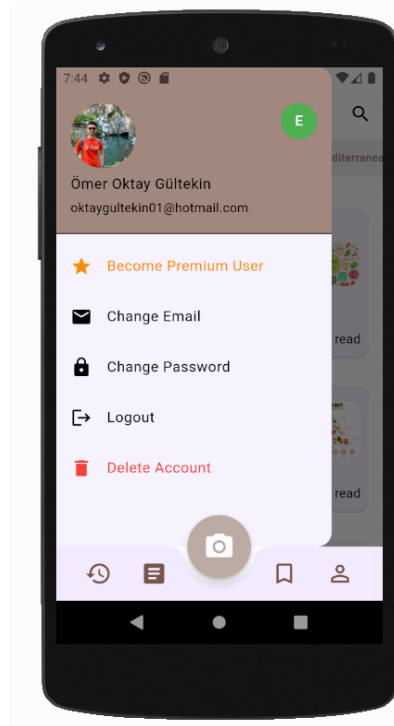 7:44
E
Ömer Oktay Gültekin
oktaygultekin01@hotmail.com
diterranea
Become Premium User
Change Email
read
Change Password
Logout
Delete Account
read